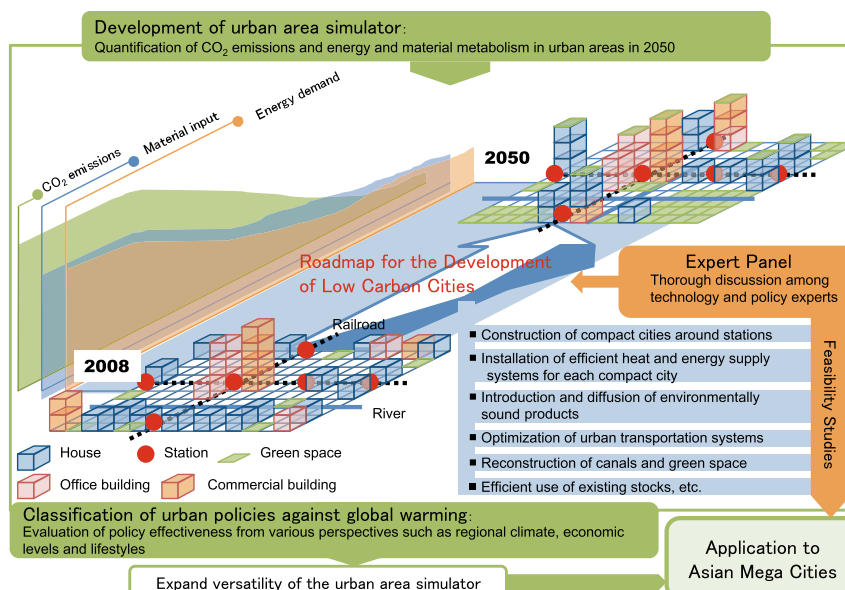 Development of urban area simulator:
Quantification of CO2 emissions and energy and material metabolism in urban areas in 2050
CO2 emissions
Material input
Energy demand
2050
Roadmap for the Development
of Low Carbon Cities
Expert Panel
Thorough discussion among
technology and policy experts
Railroad
2008
River
■ Construction of compact cities around stations
■ Installation of efficient heat and energy supply
systems for each compact city
■ Introduction and diffusion of environmentally
sound products
■ Optimization of urban transportation systems
■ Reconstruction of canals and green space
■ Efficient use of existing stocks, etc.
Feasibility Studies
House
Station
Green space
Office building
Commercial building
Classification of urban policies against global warming:
Evaluation of policy effectiveness from various perspectives such as regional climate, economic
levels and lifestyles
Expand versatility of the urban area simulator
Application to
Asian Mega Cities